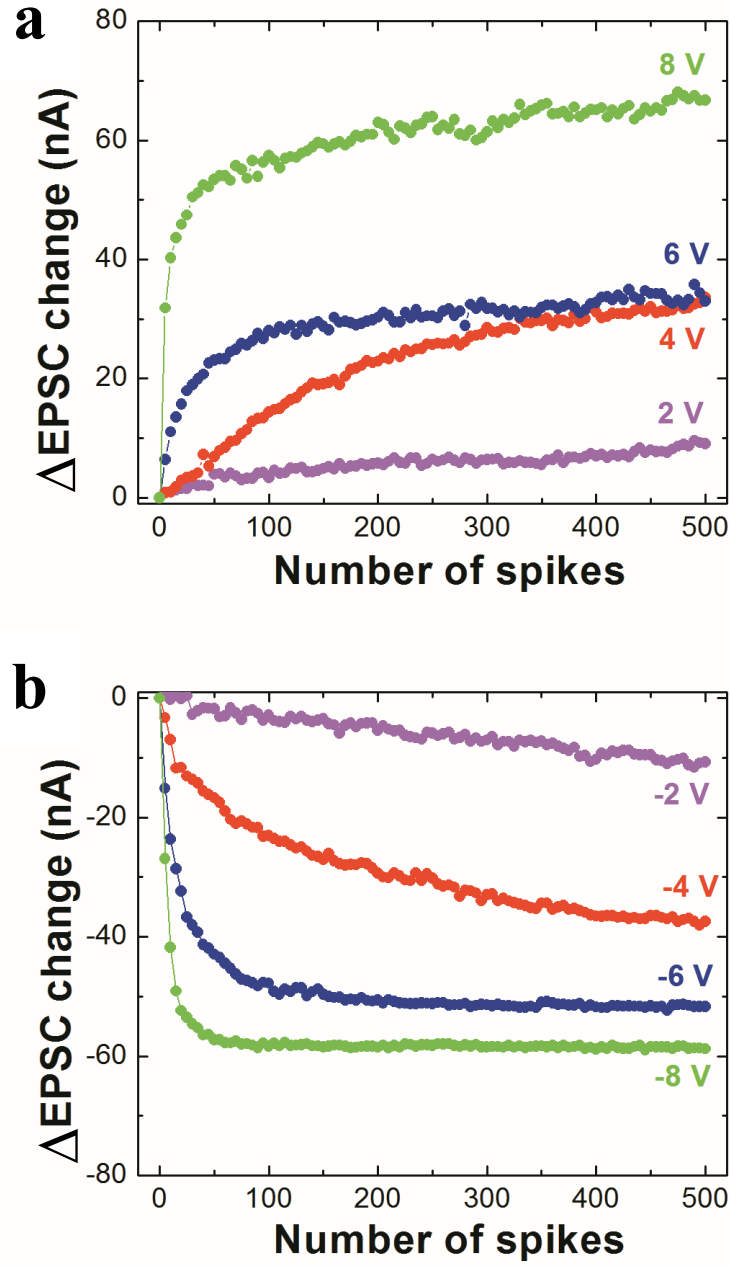 a
80
60
40
20
0
ΔEPSC change (nA)
8 V
6 V
4 V
2 V
0 100 200 300 400 500
Number of spikes
b
0
-20
-40
-60
-80
ΔEPSC change (nA)
-2 V
-4 V
-6 V
-8 V
0 100 200 300 400 500
Number of spikes